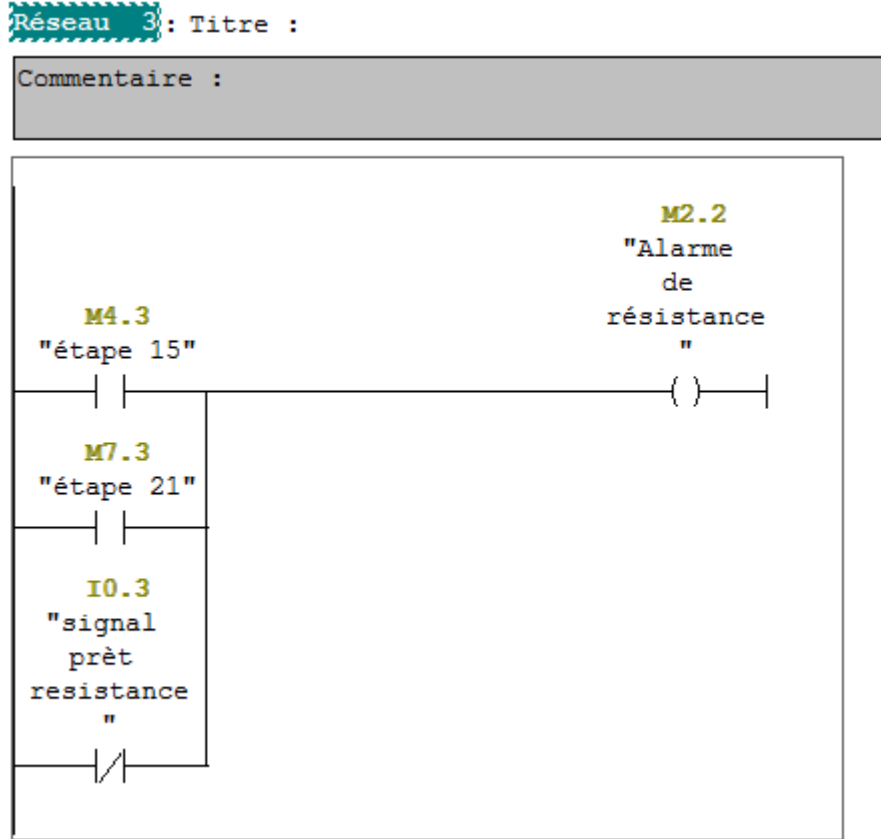 Réseau 3: Titre :
Commentaire :
M2.2
"Alarme
de
résistance
"
M4.3
"étape 15"
M7.3
"étape 21"
I0.3
"signal
prèt
resistance
"